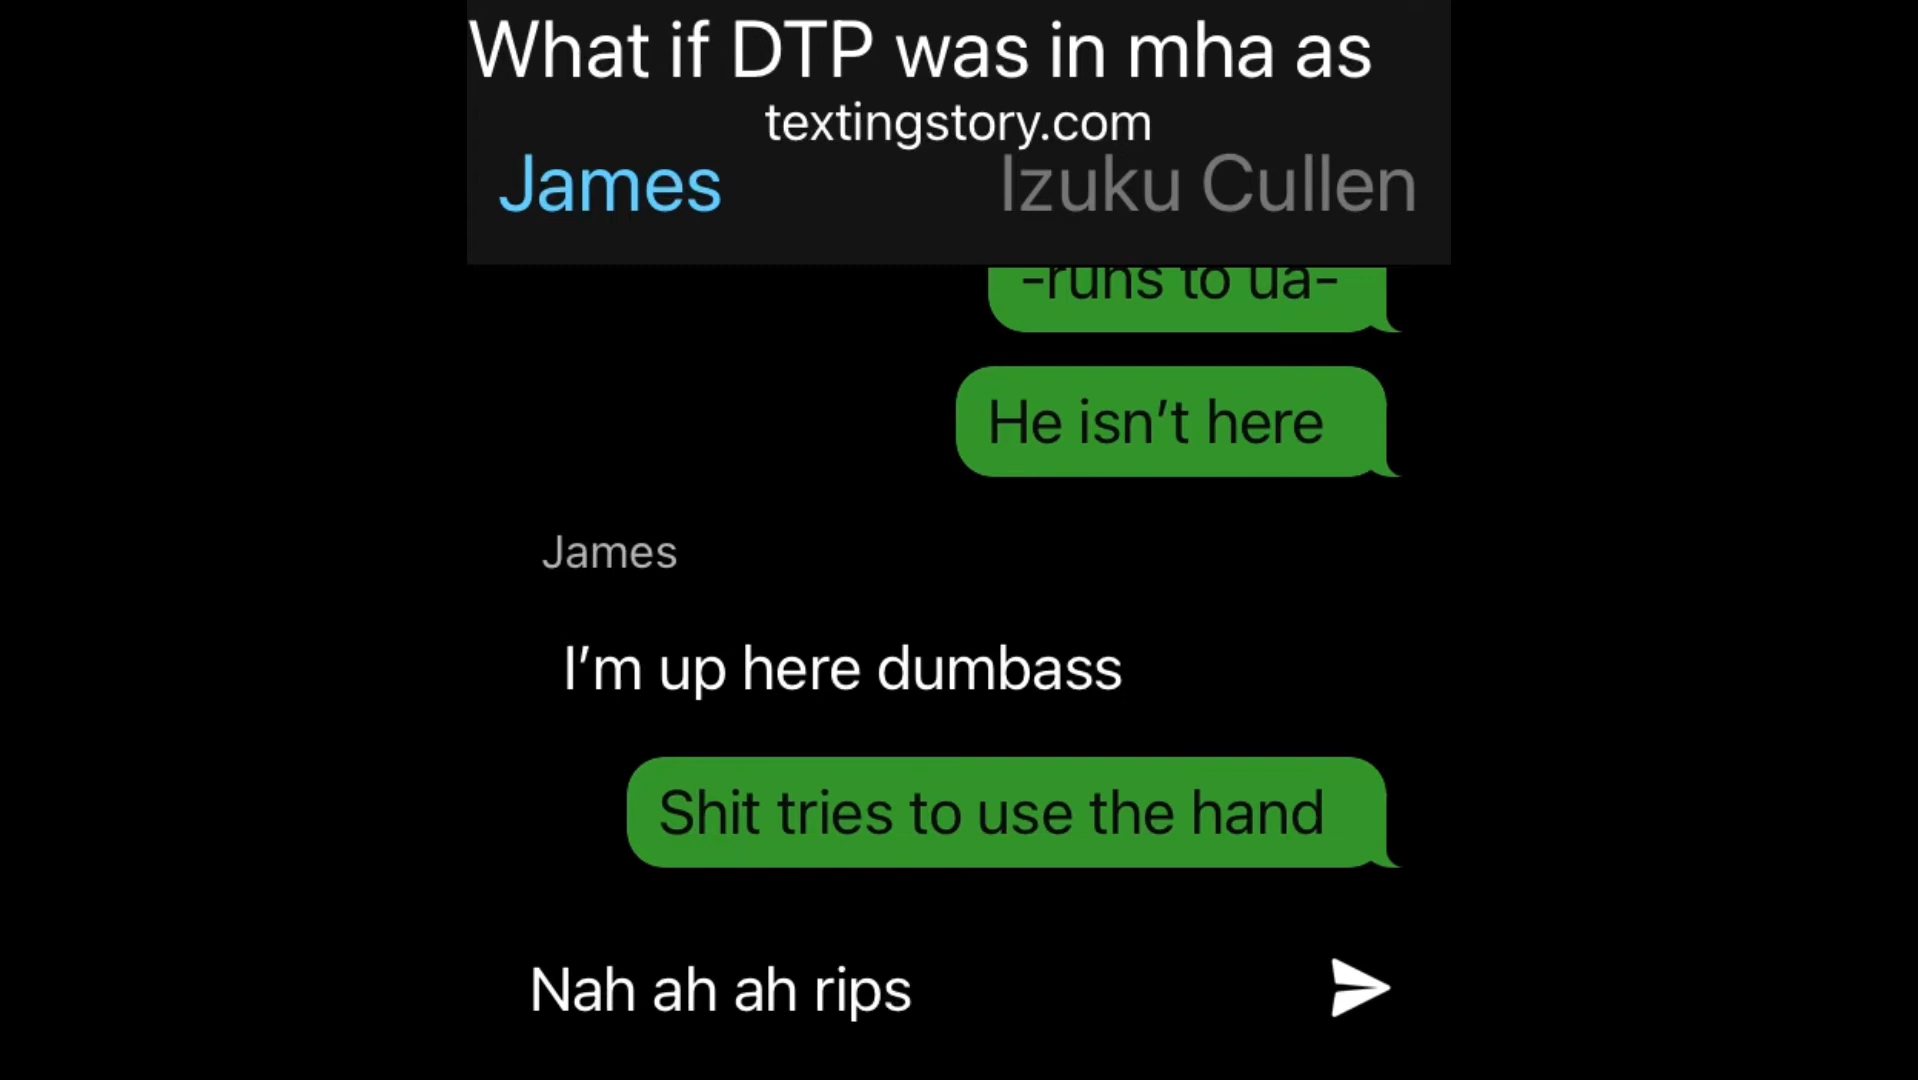 What if DTP was in mha as
textingstory.com
James
Izuku Cullen
-runs to ua-
He isn’t here
James
I’m up here dumbass
Shit tries to use the hand
Nah ah ah rips